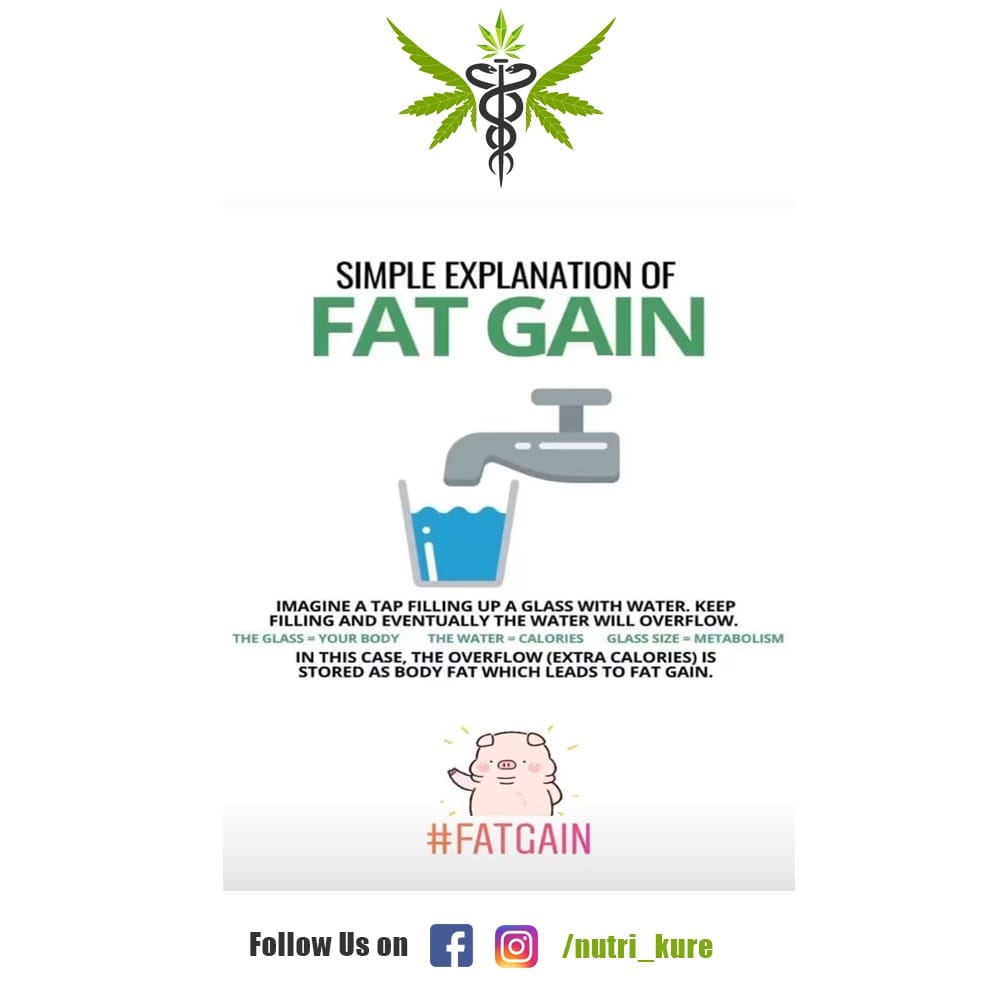 SIMPLE EXPLANATION OF
FAT GAIN
IMAGINE A TAP FILLING UP A GLASS WITH WATER. KEEP
FILLING AND EVENTUALLY THE WATER WILL OVERFLOW.
THE GLASS = YOUR BODY THE WATER = CALORIES GLASS SIZE = METABOLISM
IN THIS CASE, THE OVERFLOW (EXTRA CALORIES) IS
STORED AS BODY FAT WHICH LEADS TO FAT GAIN.
#FATGAIN
Follow Us on f /nutri_kure